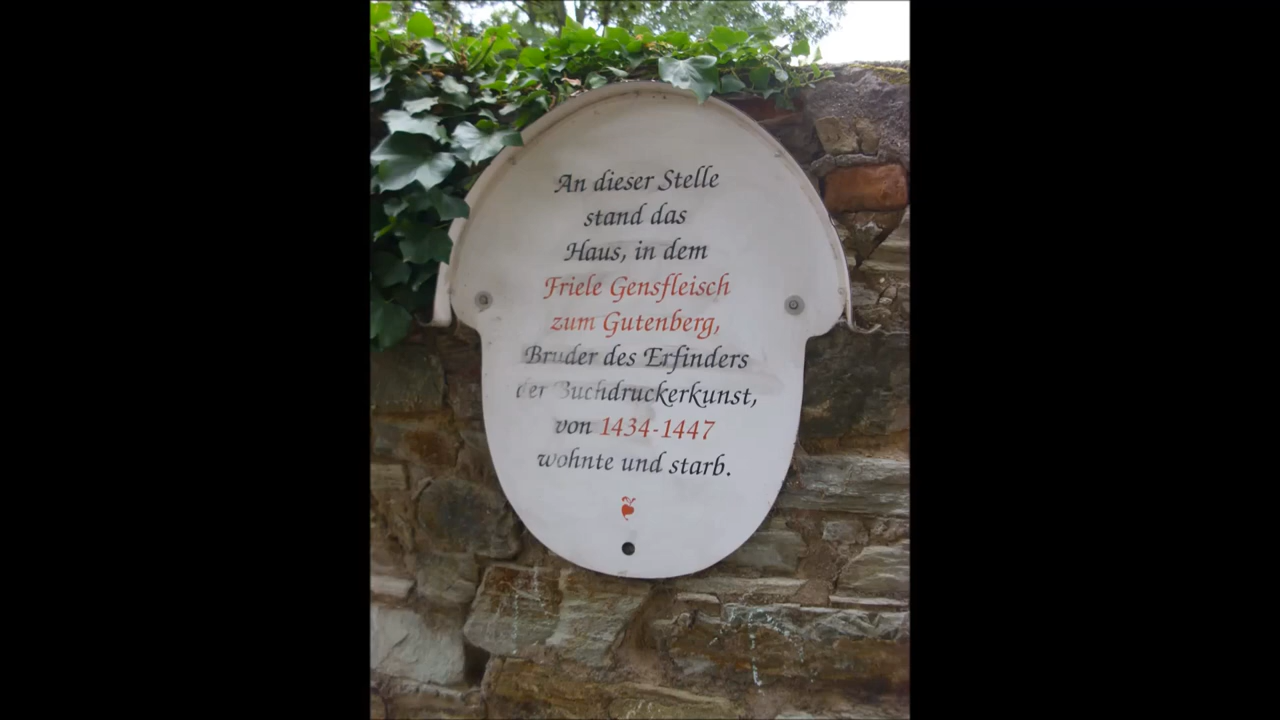 An dieser Stelle
stand das
Haus, in dem
Friele Gensfleisch
zum Gutenberg,
Bruder des Erfinders
der Buchdruckerkunst,
von 1434-1447
wohnte und starb.